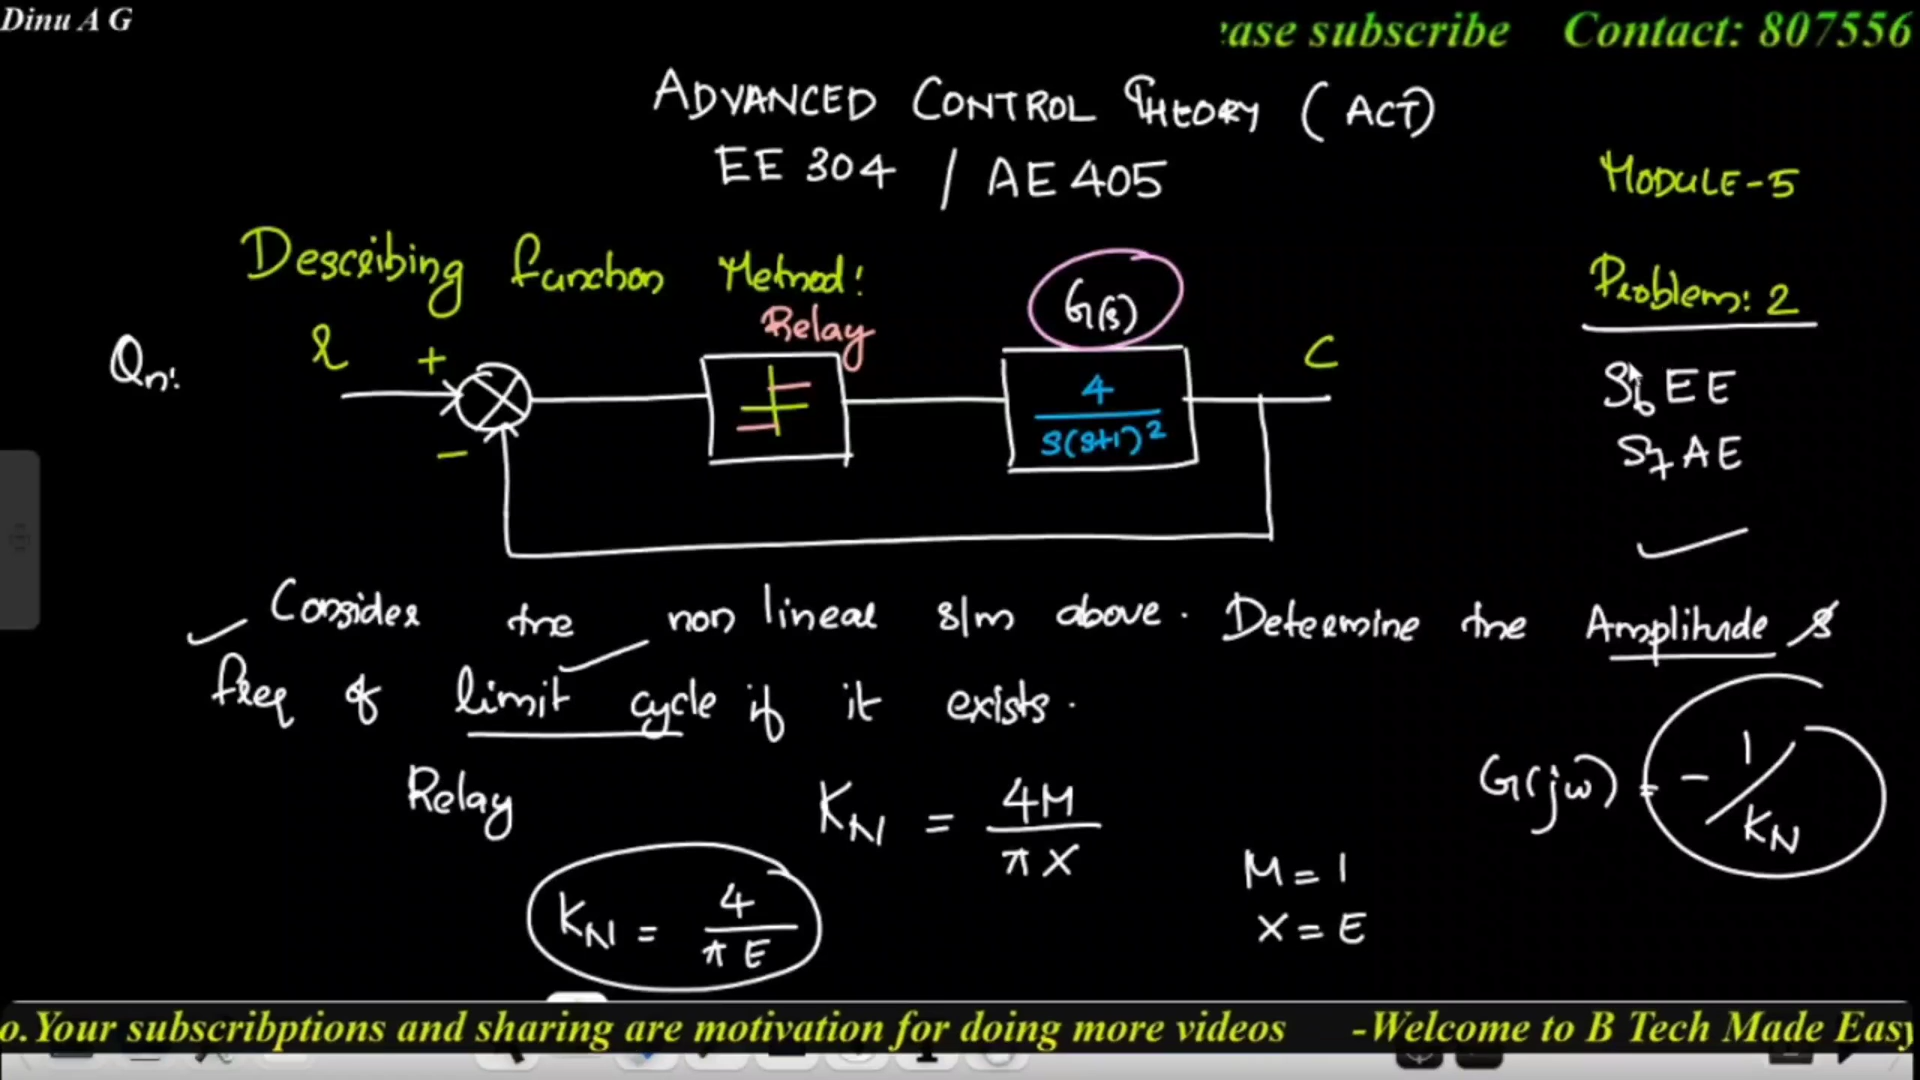 Dinu A G
ase subscribe Contact: 807556
ADVANCED CONTROL THEORY (ACT)
EE 304 / AE 405
MODULE-5
Describing function Method:
Problem: 2
Relay
G(s)
Qn: r + C
S6 EE
4
s(s+1)²
S7 AE
-
Consider the non linear s/m above. Determine the Amplitude &
freq of limit cycle if it exists.
Relay KN = 4M / πX
G(jω) = -1/KN
M = 1
KN = 4 / πE
X = E
o. Your subscribptions and sharing are motivation for doing more videos -Welcome to B Tech Made Easy